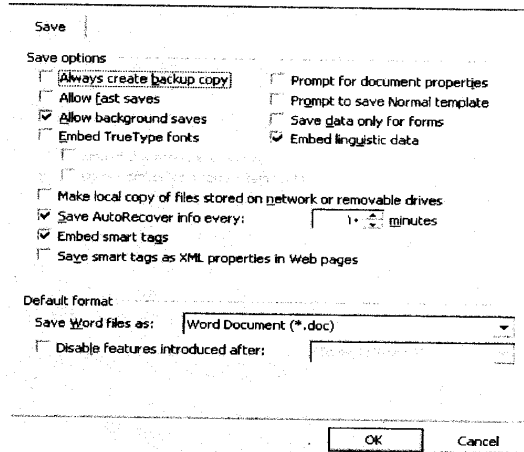 Save
Save options
Always create backup copy
Prompt for document properties
Allow fast saves
Prompt to save Normal template
Allow background saves
Save data only for forms
Embed TrueType fonts
Embed linguistic data
Make local copy of files stored on network or removable drives
Save AutoRecover info every: ۱۰ minutes
Embed smart tags
Save smart tags as XML properties in Web pages
Default format
Save Word files as: Word Document (*.doc)
Disable features introduced after:
OK Cancel